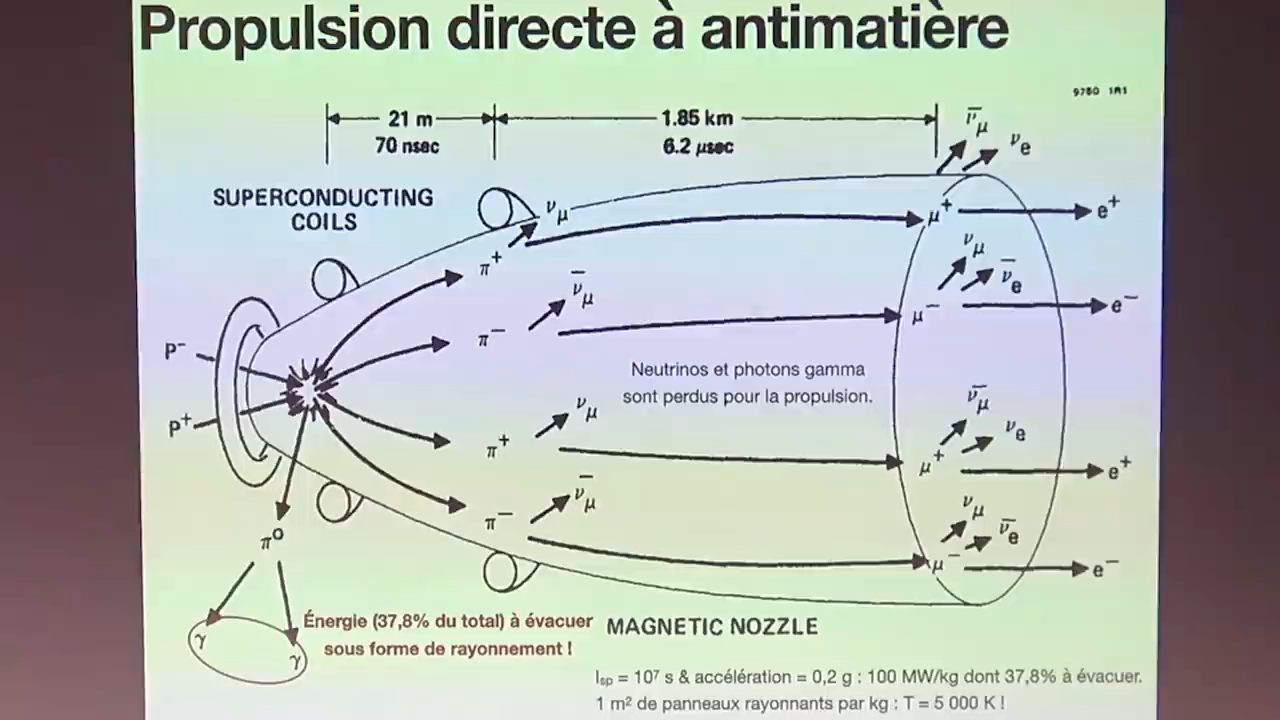 Propulsion directe à antimatière
9780 1A1
21 m
70 nsec
1.85 km
6.2 μsec
SUPERCONDUCTING
COILS
ν̅μ
νe
νμ
π⁺
μ⁺
e⁺
ν̅μ
π⁻
νμ
ν̅e
μ⁻
e⁻
P⁻
P⁺
Neutrinos et photons gamma
sont perdus pour la propulsion.
νμ
π⁺
ν̅μ
νe
μ⁺
e⁺
ν̅μ
π⁻
νμ
ν̅e
μ⁻
e⁻
π⁰
γ
γ
Énergie (37,8% du total) à évacuer
sous forme de rayonnement !
MAGNETIC NOZZLE
Isp = 10⁷ s & accélération = 0,2 g : 100 MW/kg dont 37,8% à évacuer.
1 m² de panneaux rayonnants par kg : T = 5 000 K !